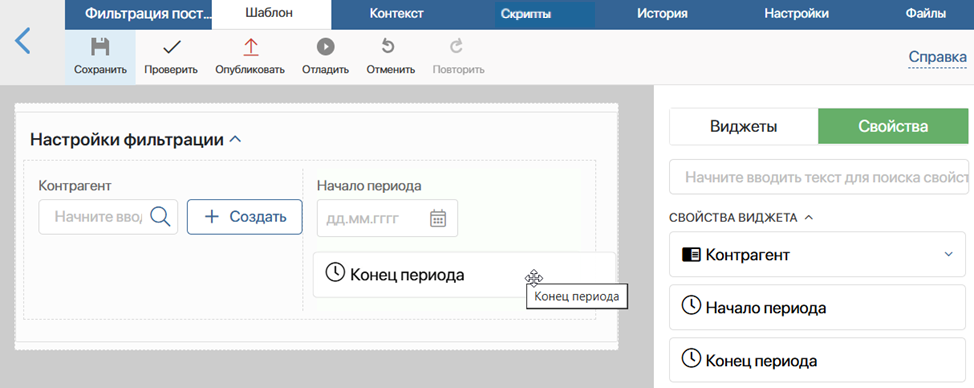 Фильтрация пост... Шаблон Контекст Скрипты История Настройки Файлы
Сохранить Проверить Опубликовать Отладить Отменить Повторить Справка
Виджеты Свойства
Настройки фильтрации
Начните вводить текст для поиска свойст
Контрагент Начало периода
Начните ввод + Создать дд.мм.гггг
СВОЙСТВА ВИДЖЕТА
Контрагент
Конец периода
Конец периода
Начало периода
Конец периода